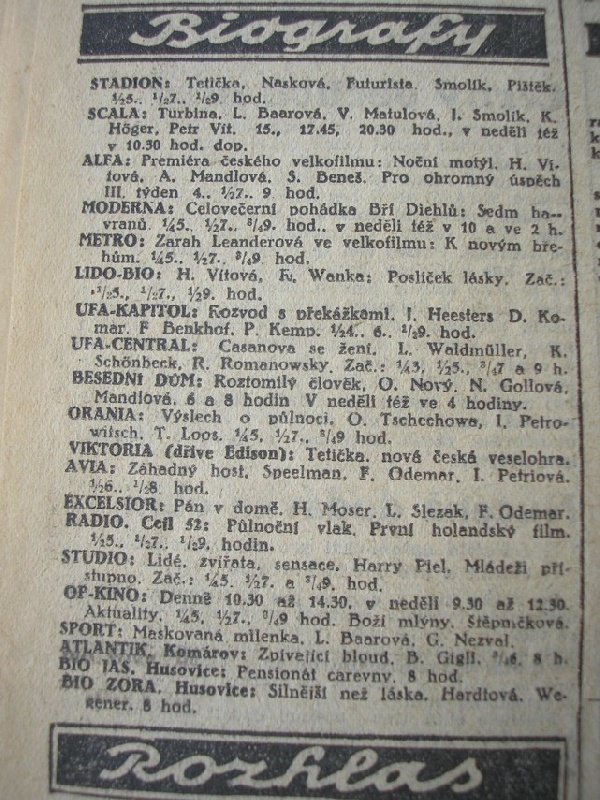 Biografy
STADION: Tetička. Nasková. Futurista. Smolík, Pištěk.
½5., ½7., ½9. hod.
SCALA: Turbina. L. Baarová. V. Matulová, J. Smolík, K.
Höger, Petr Vít. 15., 17.45, 20.30 hod., v neděli též
v 10.30 hod. dop.
ALFA: Premiéra českého velkofilmu: Noční motýl. H. Ví-
tová, A. Mandlová, S. Beneš. Pro ohromný úspěch
III. týden 4., ½7., 9 hod.
MODERNA: Celovečerní pohádka Bří Diehlů: Sedm ha-
vranů. ¼5., ½7., ¾9. hod., v neděli též v 10 a ve 2 h.
METRO: Zarah Leanderová ve velkofilmu: K novým bře-
hům. ¼5., ½7., ¾9. hod.
LIDO-BIO: H. Vítová, R. Wanka: Poslíček lásky. Zač.:
½7., ½9. hod.
UFA-KAPITOL: Rozvod s překážkami. J. Heesters D. Ko-
mar. F. Benkhof. P. Kemp. ½4., 6., ½9. hod.
UFA-CENTRAL: Casanova se žení. L. Waldmüller, K.
Schönbeck, R. Romanowsky. Zač.: ¾7 a 9 h.
BESEDNÍ DŮM: Roztomilý člověk, O. Nový. N. Gollová,
Mandlová. 6 a 8 hodin V neděli též ve 4 hodiny.
ORANIA: Výslech o půlnoci. O. Tschechowa, I. Petro-
witsch, T. Loos. ¼5, ½7., ¾9 hod.
VIKTORIA (dříve Edison): Tetička, nová česká veselohra.
AVIA: Záhadný host. Speelman. F. Odemar. I. Petriová.
½6., ½8. hod.
EXCELSIOR: Pán v domě. H. Moser. L. Slezak, F. Odemar.
RADIO, Cejl 52: Půlnoční vlak. První holandský film.
½5., ½7., ½9. hodin.
STUDIO: Lidé, zvířata, sensace. Harry Piel. Mládeži pří-
stupno. Zač.: ¼5. ½7. a ¾9. hod.
OP-KINO: Denně 10.30 až 14.30, v neděli 9.30 až 12.30.
Aktuality. ¼5, ½7., ¾9 hod. Boží mlýny. Štěpničková.
SPORT: Maskovaná milenka, L. Baarová, G. Nezval.
ATLANTIK, Komárov: Zpívající bloud. B. Gigli. 8 h.
BIO JAS, Husovice: Pensionát carevny. 8 hod.
BIO ZORA, Husovice: Silnější než láska. Hardtová. We-
gener. 8 hod.
Rozhlas